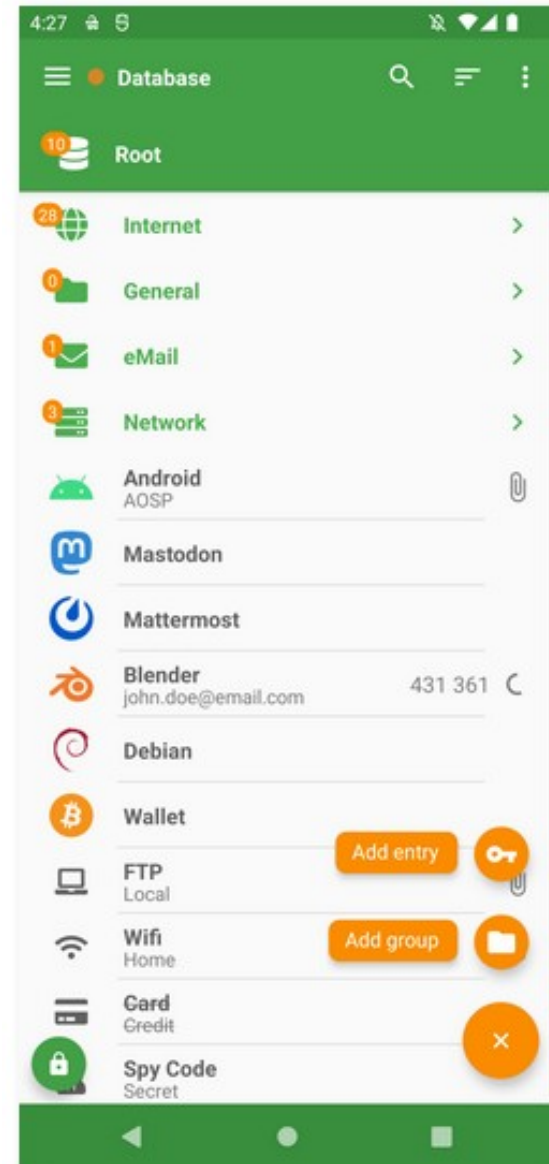 4:27
Database
10
Root
28
Internet
0
General
1
eMail
3
Network
Android
AOSP
Mastodon
Mattermost
Blender
john.doe@email.com
431 361
Debian
Wallet
Add entry
FTP
Local
Wifi
Home
Add group
Card
Credit
Spy Code
Secret